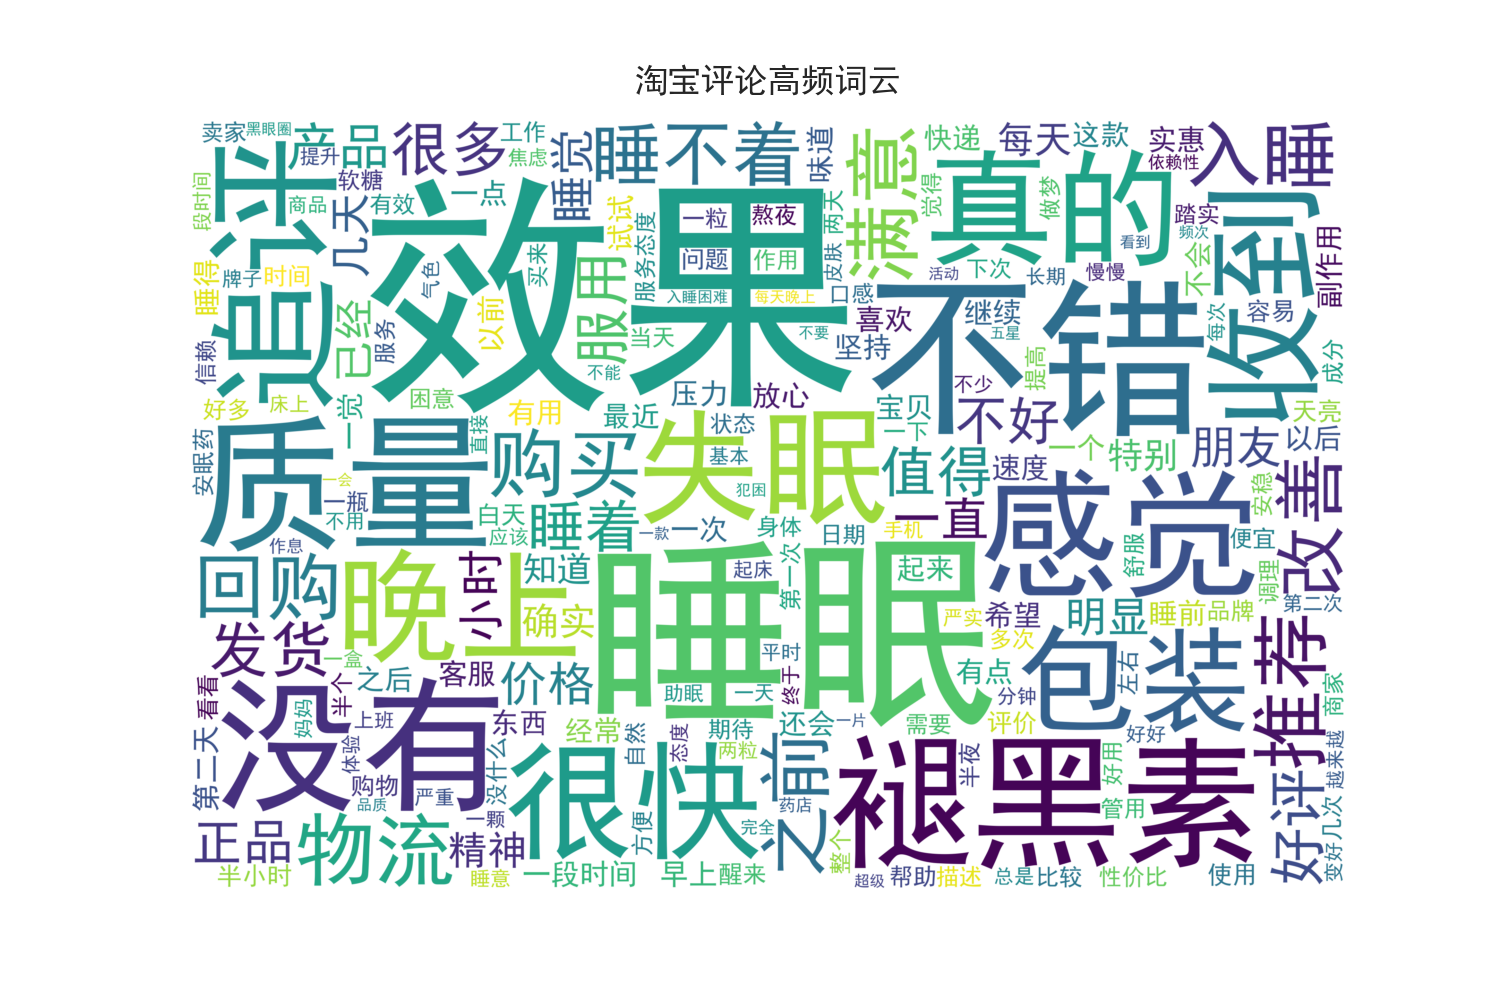 淘宝评论高频词云
卖家
黑眼圈
产品
提升
很多
工作
焦虑
睡觉
睡不着
味道
满意
快递
每天
这款
实惠
依赖性
入睡
段时间
商品
追评
软糖
有效
一点
几天
效果
试试
服务态度
一粒
熬夜
两天
觉得
真的
做梦
踏实
频次
看到
收到
副作用
睡得
牌子
时间
气色
买来
服用
问题
作用
皮肤
入睡困难
每天晚上
口感
活动
下次
长期
慢慢
不会
信赖
已经
服务
以前
当天
不能
不要
喜欢
坚持
不错
继续
五星
每次
容易
成分
好多
床上
一觉
困意
有用
最近
压力
放心
宝贝
一下
不少
提高
不好
天亮
安眠药
质量
直接
购买
失眠
状态
基本
犯困
值得
速度
一个
特别
朋友
以后
一会
一瓶
不用
白天
应该
睡着
一款
一次
身体
日期
手机
一直
感觉
安稳
便宜
改善
作息
回购
晚上
小时
知道
确实
睡眠
起床
第一次
起来
严实
希望
多次
舒服
明显
睡前
品牌
调理
第二次
发货
一盒
之后
半个
客服
价格
助眠
一天
平时
终于
有点
分钟
包装
左右
推荐
商家
看看
没有
妈妈
上班
东西
经常
自然
态度
期待
还会
一片
需要
评价
好好
第二天
体验
购物
品质
严重
没什么
一颗
很快
两粒
之前
药店
褪黑素
半夜
好用
管用
好评
越来越
好几次
变好
正品
物流
精神
方便
完全
整个
半小时
睡意
一段时间
早上
醒来
超级
帮助
描述
总是
比较
性价比
使用